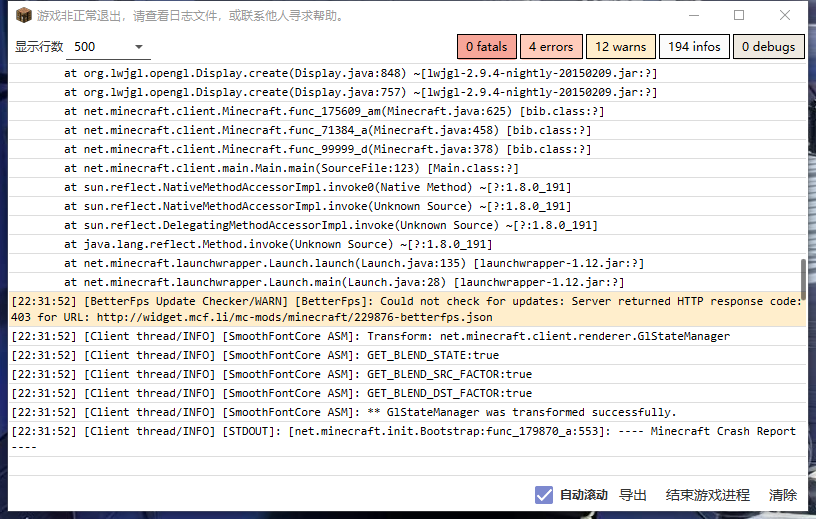 游戏非正常退出，请查看日志文件，或联系他人寻求帮助。
显示行数 500 0 fatals 4 errors 12 warns 194 infos 0 debugs
at org.lwjgl.opengl.Display.create(Display.java:848) ~[lwjgl-2.9.4-nightly-20150209.jar:?]
at org.lwjgl.opengl.Display.create(Display.java:757) ~[lwjgl-2.9.4-nightly-20150209.jar:?]
at net.minecraft.client.Minecraft.func_175609_am(Minecraft.java:625) [bib.class:?]
at net.minecraft.client.Minecraft.func_71384_a(Minecraft.java:458) [bib.class:?]
at net.minecraft.client.Minecraft.func_99999_d(Minecraft.java:378) [bib.class:?]
at net.minecraft.client.main.Main.main(SourceFile:123) [Main.class:?]
at sun.reflect.NativeMethodAccessorImpl.invoke0(Native Method) ~[?:1.8.0_191]
at sun.reflect.NativeMethodAccessorImpl.invoke(Unknown Source) ~[?:1.8.0_191]
at sun.reflect.DelegatingMethodAccessorImpl.invoke(Unknown Source) ~[?:1.8.0_191]
at java.lang.reflect.Method.invoke(Unknown Source) ~[?:1.8.0_191]
at net.minecraft.launchwrapper.Launch.launch(Launch.java:135) [launchwrapper-1.12.jar:?]
at net.minecraft.launchwrapper.Launch.main(Launch.java:28) [launchwrapper-1.12.jar:?]
[22:31:52] [BetterFps Update Checker/WARN] [BetterFps]: Could not check for updates: Server returned HTTP response code:
403 for URL: http://widget.mcf.li/mc-mods/minecraft/229876-betterfps.json
[22:31:52] [Client thread/INFO] [SmoothFontCore ASM]: Transform: net.minecraft.client.renderer.GlStateManager
[22:31:52] [Client thread/INFO] [SmoothFontCore ASM]: GET_BLEND_STATE:true
[22:31:52] [Client thread/INFO] [SmoothFontCore ASM]: GET_BLEND_SRC_FACTOR:true
[22:31:52] [Client thread/INFO] [SmoothFontCore ASM]: GET_BLEND_DST_FACTOR:true
[22:31:52] [Client thread/INFO] [SmoothFontCore ASM]: ** GlStateManager was transformed successfully.
[22:31:52] [Client thread/INFO] [STDOUT]: [net.minecraft.init.Bootstrap:func_179870_a:553]: ---- Minecraft Crash Report
----
自动滚动 导出 结束游戏进程 清除